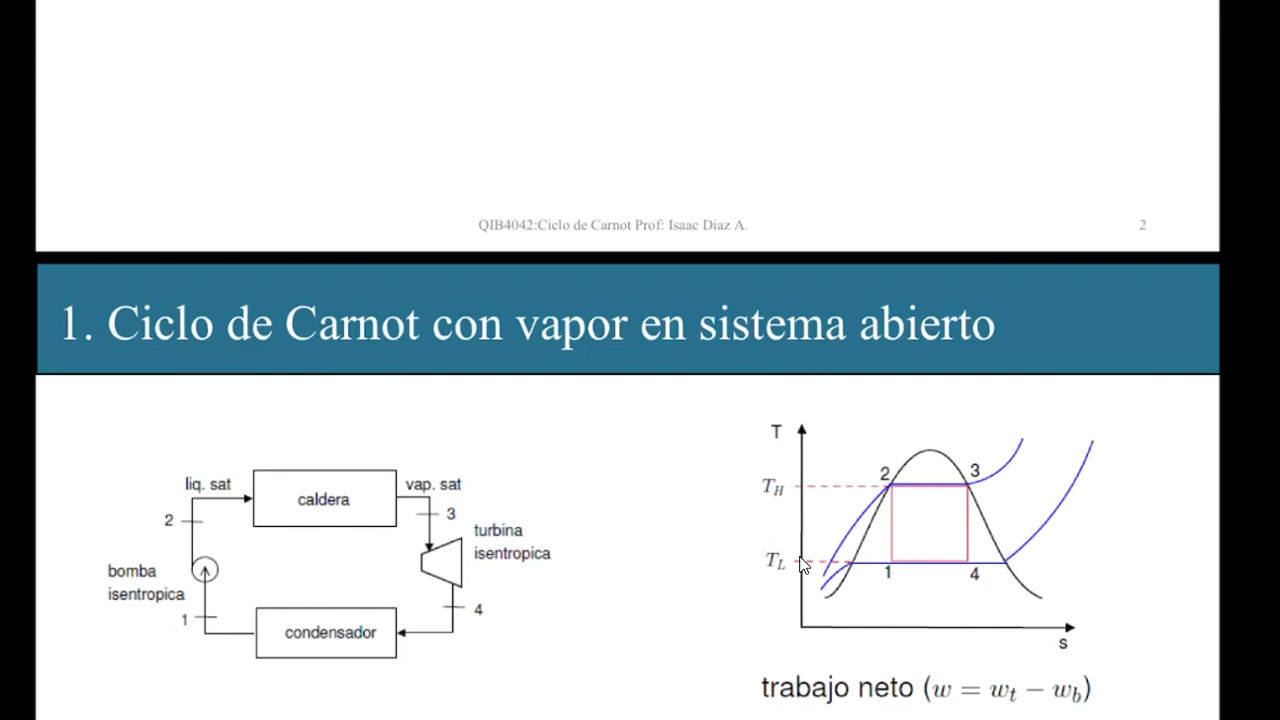 QIB4042:Ciclo de Carnot Prof: Isaac Diaz A.
2
1. Ciclo de Carnot con vapor en sistema abierto
liq. sat
caldera
vap. sat
2
3
turbina
isentropica
bomba
isentropica
1
condensador
4
T
2
3
T_H
T_L
1
4
s
trabajo neto (w = w_t − w_b)